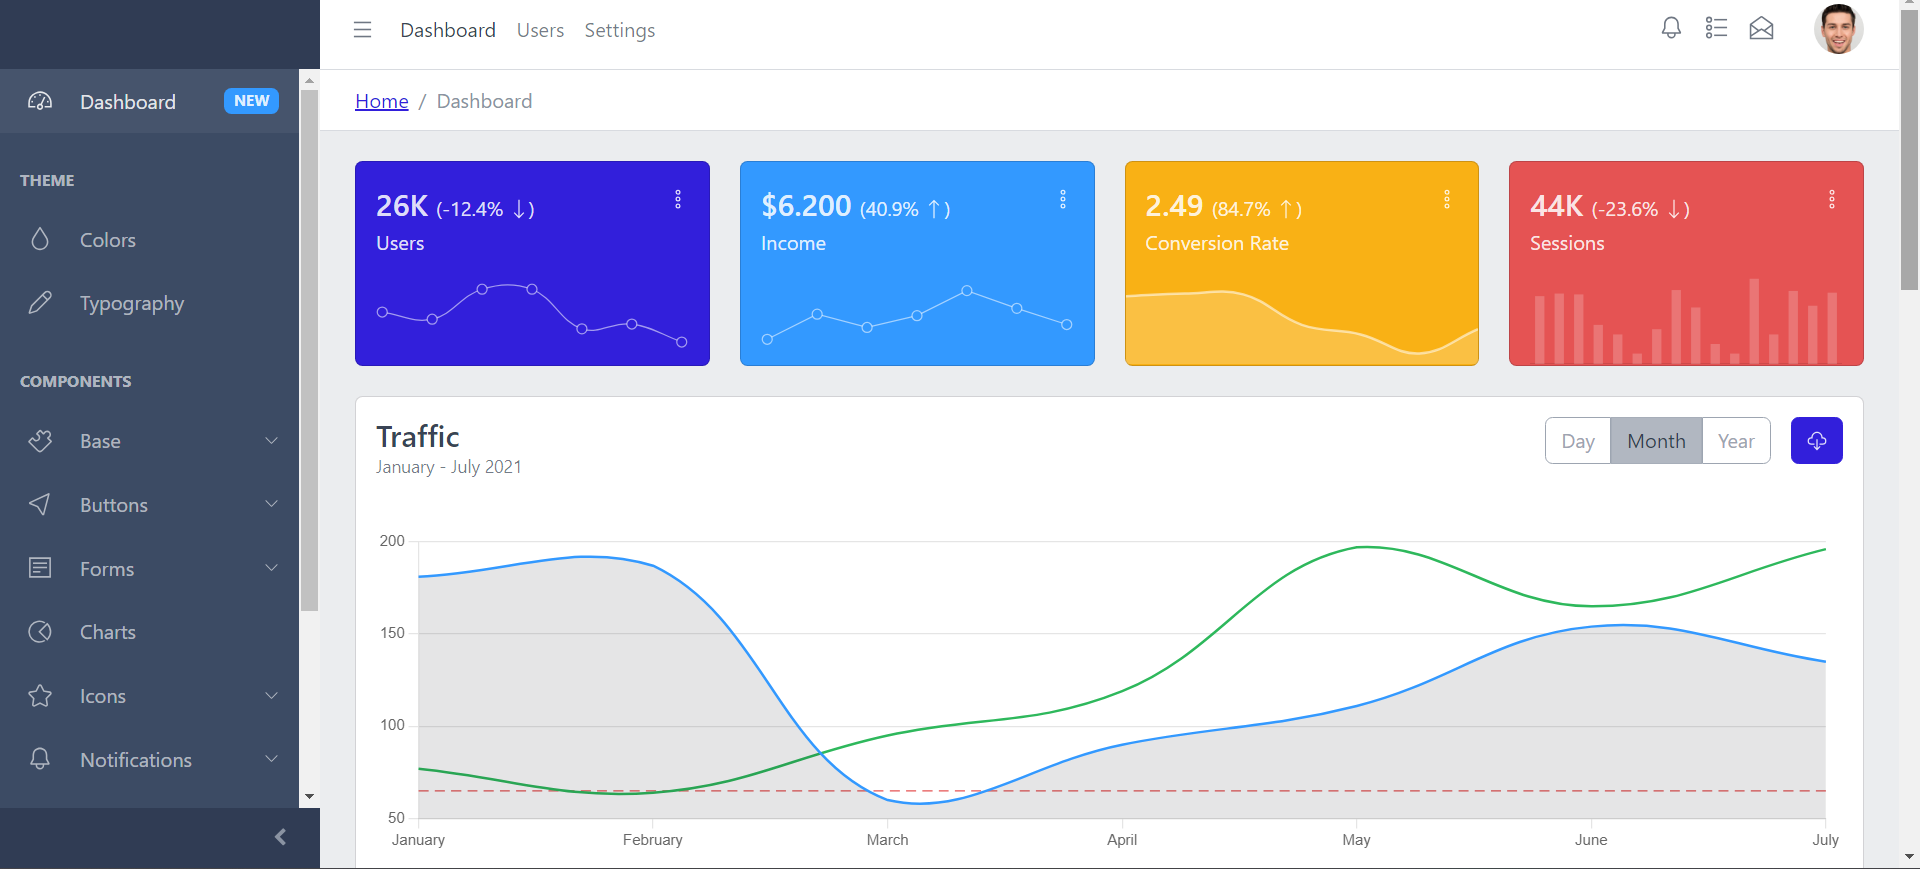 Dashboard Users Settings
Dashboard NEW
THEME
Colors
Typography
COMPONENTS
Base
Buttons
Forms
Charts
Icons
Notifications
Home / Dashboard
26K (-12.4% ↓)
Users
$6.200 (40.9% ↑)
Income
2.49 (84.7% ↑)
Conversion Rate
44K (-23.6% ↓)
Sessions
Traffic
January - July 2021
Day Month Year
200
150
100
50
January February March April May June July